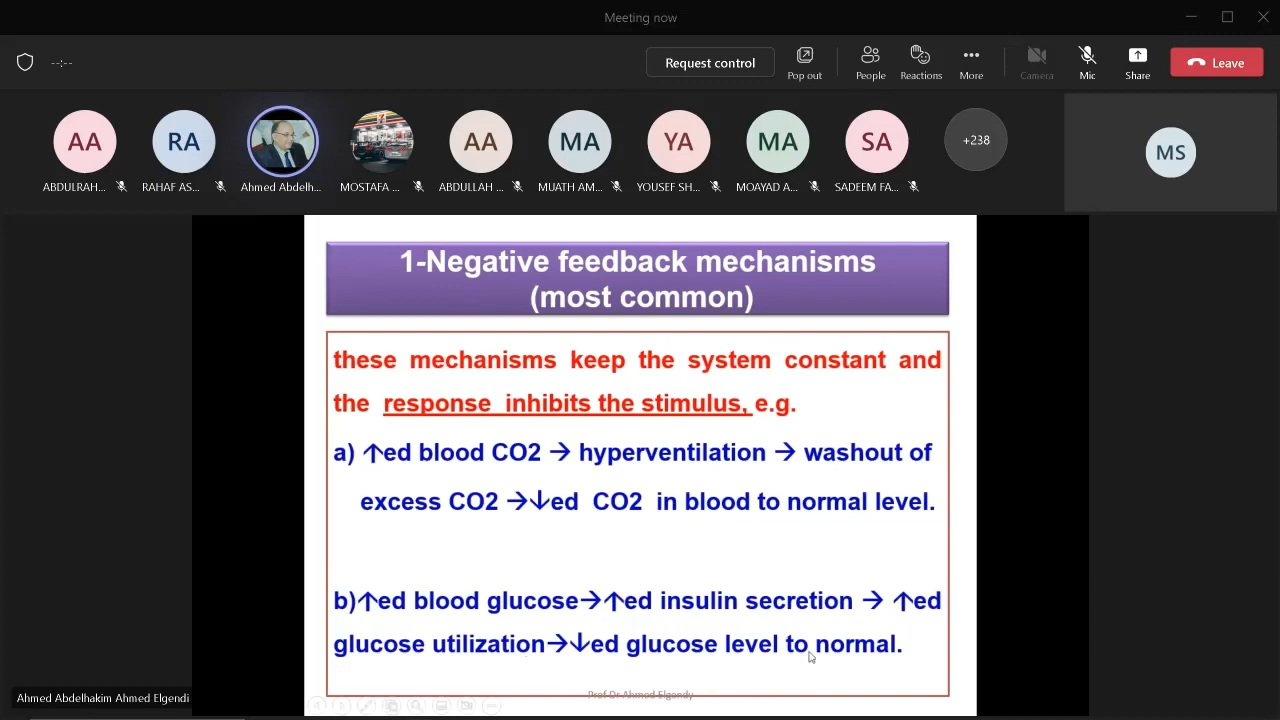 Meeting now
--:--
Request control
Pop out
People
Reactions
More
Camera
Mic
Share
Leave
AA
RA
AA
MA
YA
MA
SA
+238
MS
ABDULRAH...
RAHAF AS...
Ahmed Abdelh...
MOSTAFA ...
ABDULLAH ...
MUATH AM...
YOUSEF SH...
MOAYAD A...
SADEEM FA...
1-Negative feedback mechanisms
(most common)
these mechanisms keep the system constant and
the response inhibits the stimulus, e.g.
a) ↑ed blood CO2 → hyperventilation → washout of
excess CO2 →↓ed CO2 in blood to normal level.
b)↑ed blood glucose→↑ed insulin secretion → ↑ed
glucose utilization→↓ed glucose level to normal.
Prof Dr Ahmed Elgendy
Ahmed Abdelhakim Ahmed Elgendi